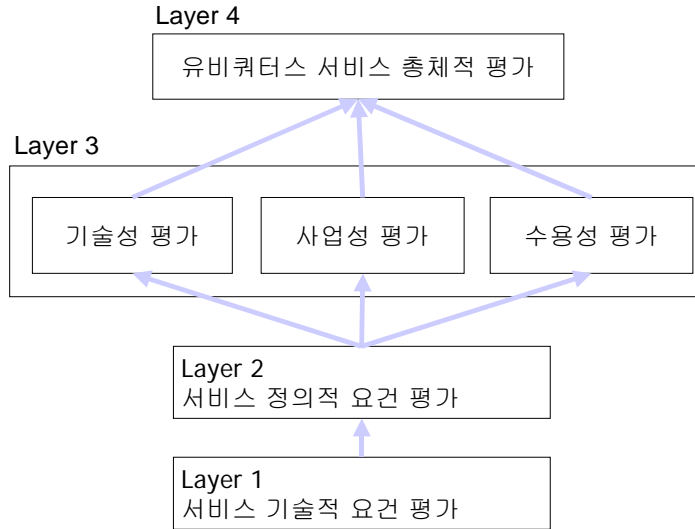 Layer 4
유비쿼터스 서비스 총체적 평가
Layer 3
기술성 평가
사업성 평가
수용성 평가
Layer 2
서비스 정의적 요건 평가
Layer 1
서비스 기술적 요건 평가